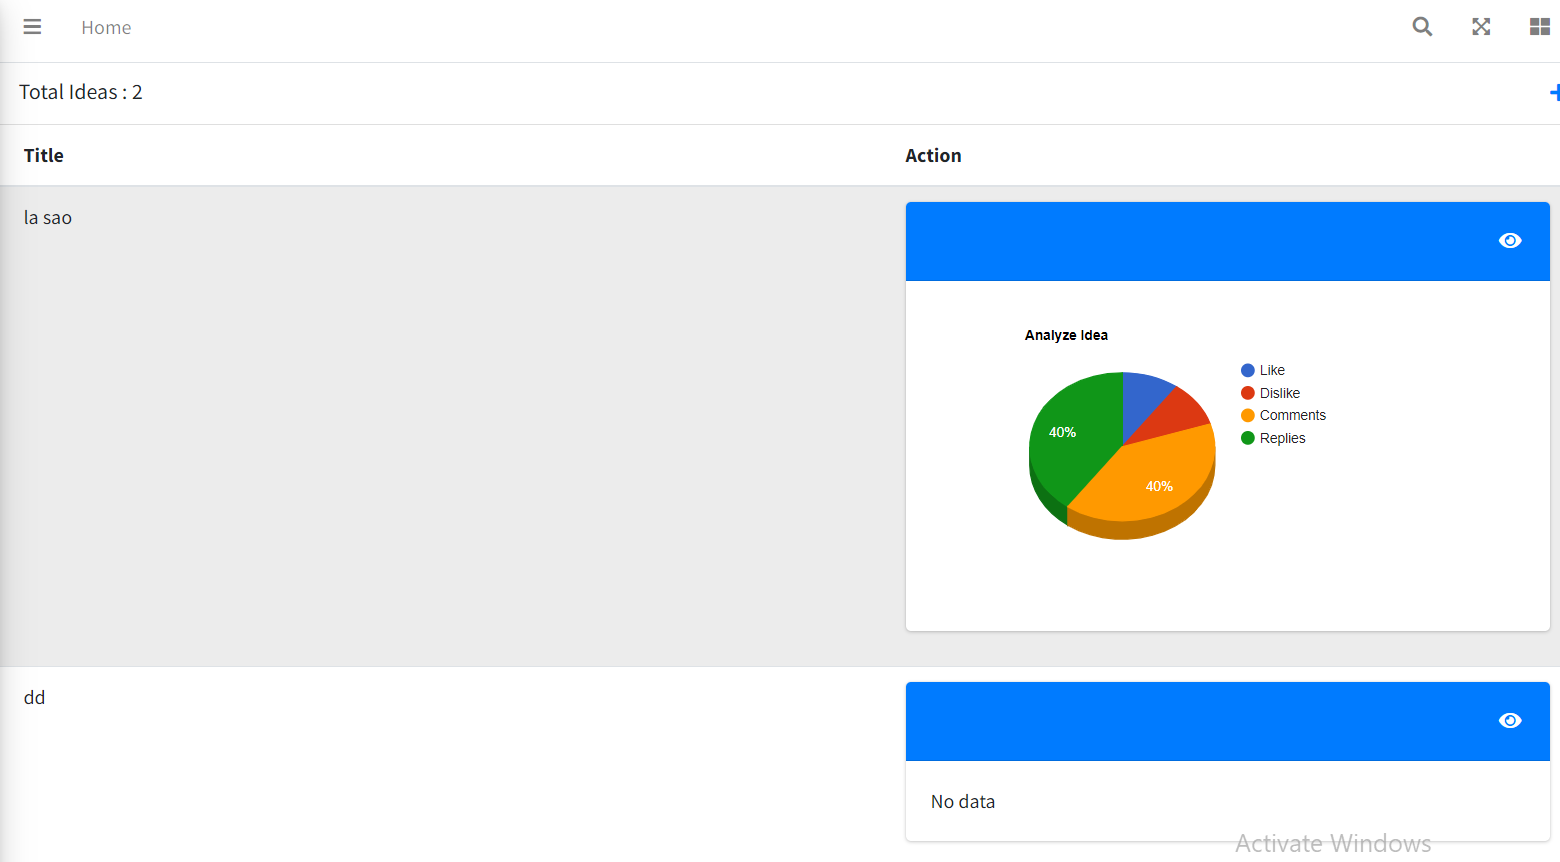 Home
Total Ideas : 2
Title
Action
la sao
Analyze Idea
Like
Dislike
Comments
Replies
40%
40%
dd
No data
Activate Windows